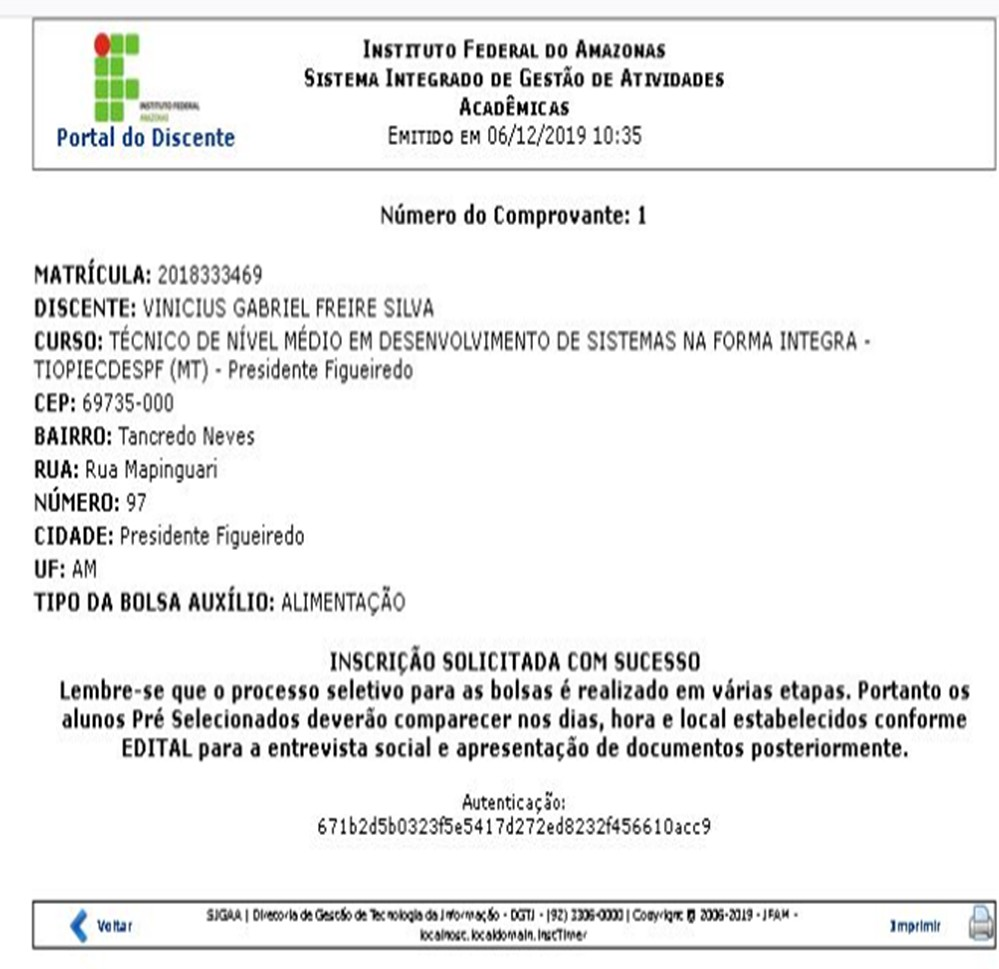 INSTITUTO FEDERAL DO AMAZONAS
SISTEMA INTEGRADO DE GESTÃO DE ATIVIDADES
ACADÊMICAS
EMITIDO EM 06/12/2019 10:35
INSTITUTO FEDERAL
AMAZONAS
Portal do Discente
Número do Comprovante: 1
MATRÍCULA: 2018333469
DISCENTE: VINICIUS GABRIEL FREIRE SILVA
CURSO: TÉCNICO DE NÍVEL MÉDIO EM DESENVOLVIMENTO DE SISTEMAS NA FORMA INTEGRA -
TIOPIECDESPF (MT) - Presidente Figueiredo
CEP: 69735-000
BAIRRO: Tancredo Neves
RUA: Rua Mapinguari
NÚMERO: 97
CIDADE: Presidente Figueiredo
UF: AM
TIPO DA BOLSA AUXÍLIO: ALIMENTAÇÃO
INSCRIÇÃO SOLICITADA COM SUCESSO
Lembre-se que o processo seletivo para as bolsas é realizado em várias etapas. Portanto os
alunos Pré Selecionados deverão comparecer nos dias, hora e local estabelecidos conforme
EDITAL para a entrevista social e apresentação de documentos posteriormente.
Autenticação:
671b2d5b0323f5e5417d272ed8232f456610acc9
Voltar
SIGAA | Diretoria de Gestão de Tecnologia da Informação - DGTI - (92) 3306-0000 | Copyright © 2006-2019 - IFAM -
localhost.localdomain.inscTimer
Imprimir